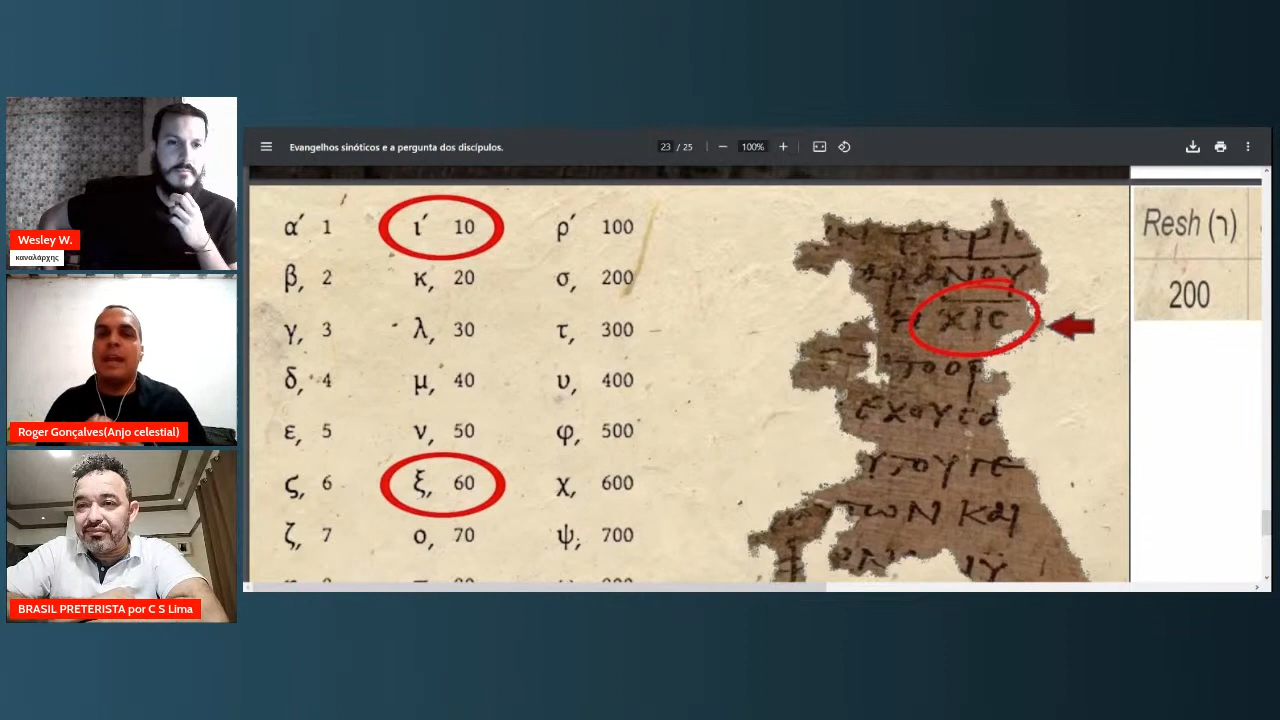 Evangelhos sinóticos e a pergunta dos discípulos.
23 / 25
100%
Wesley W.
καναλάρχης
Roger Gonçalves(Anjo celestial)
BRASIL PRETERISTA por C S Lima
α´ 1 ι´ 10 ρ´ 100
β, 2 κ, 20 σ, 200
γ, 3 λ, 30 τ, 300
δ, 4 μ, 40 υ, 400
ε, 5 ν, 50 φ, 500
ς, 6 ξ, 60 χ, 600
ζ, 7 ο, 70 ψ, 700
χις
των και
Resh (ר)
200